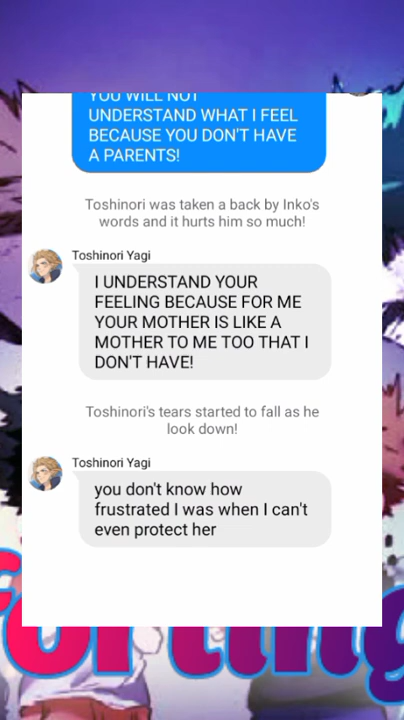 YOU WILL NOT
UNDERSTAND WHAT I FEEL
BECAUSE YOU DON'T HAVE
A PARENTS!
Toshinori was taken a back by Inko's
words and it hurts him so much!
Toshinori Yagi
I UNDERSTAND YOUR
FEELING BECAUSE FOR ME
YOUR MOTHER IS LIKE A
MOTHER TO ME TOO THAT I
DON'T HAVE!
Toshinori's tears started to fall as he
look down!
Toshinori Yagi
you don't know how
frustrated I was when I can't
even protect her